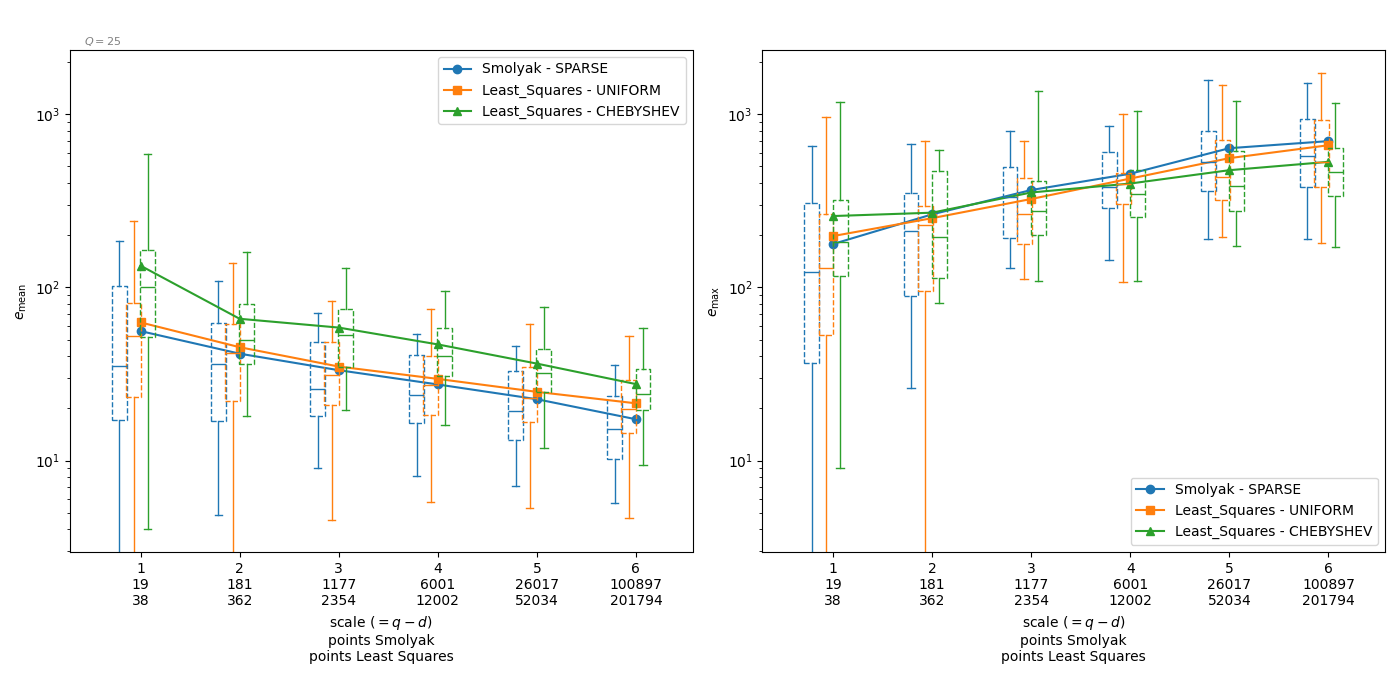 Q = 25
10³
10²
10¹
e_mean
Smolyak - SPARSE
Least_Squares - UNIFORM
Least_Squares - CHEBYSHEV
1 2 3 4 5 6
19 181 1177 6001 26017 100897
38 362 2354 12002 52034 201794
scale (= q − d)
points Smolyak
points Least Squares
10³
10²
10¹
e_max
Smolyak - SPARSE
Least_Squares - UNIFORM
Least_Squares - CHEBYSHEV
1 2 3 4 5 6
19 181 1177 6001 26017 100897
38 362 2354 12002 52034 201794
scale (= q − d)
points Smolyak
points Least Squares